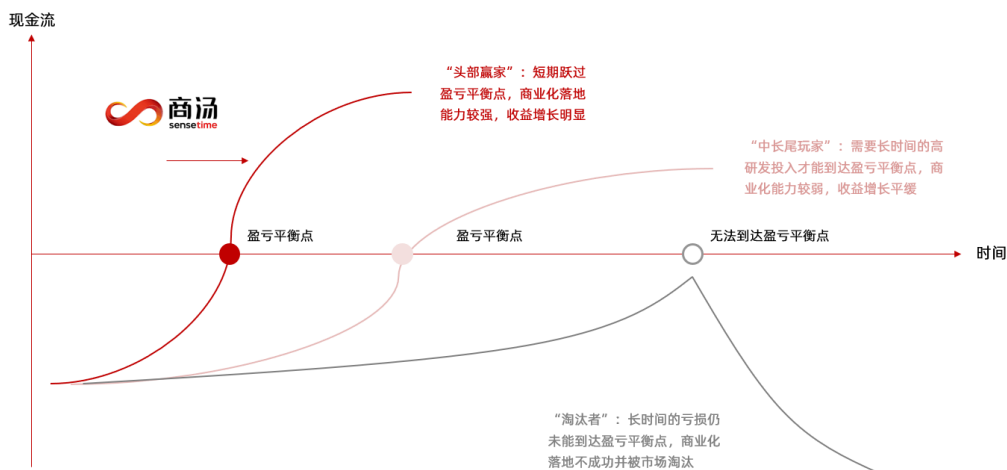 现金流
商汤
sensetime
“头部赢家”：短期跃过
盈亏平衡点，商业化落地
能力较强，收益增长明显
“中长尾玩家”：需要长时间的高
研发投入才能到达盈亏平衡点，商
业化能力较弱，收益增长平缓
盈亏平衡点
盈亏平衡点
无法到达盈亏平衡点
时间
“淘汰者”：长时间的亏损仍
未能到达盈亏平衡点，商业化
落地不成功并被市场淘汰